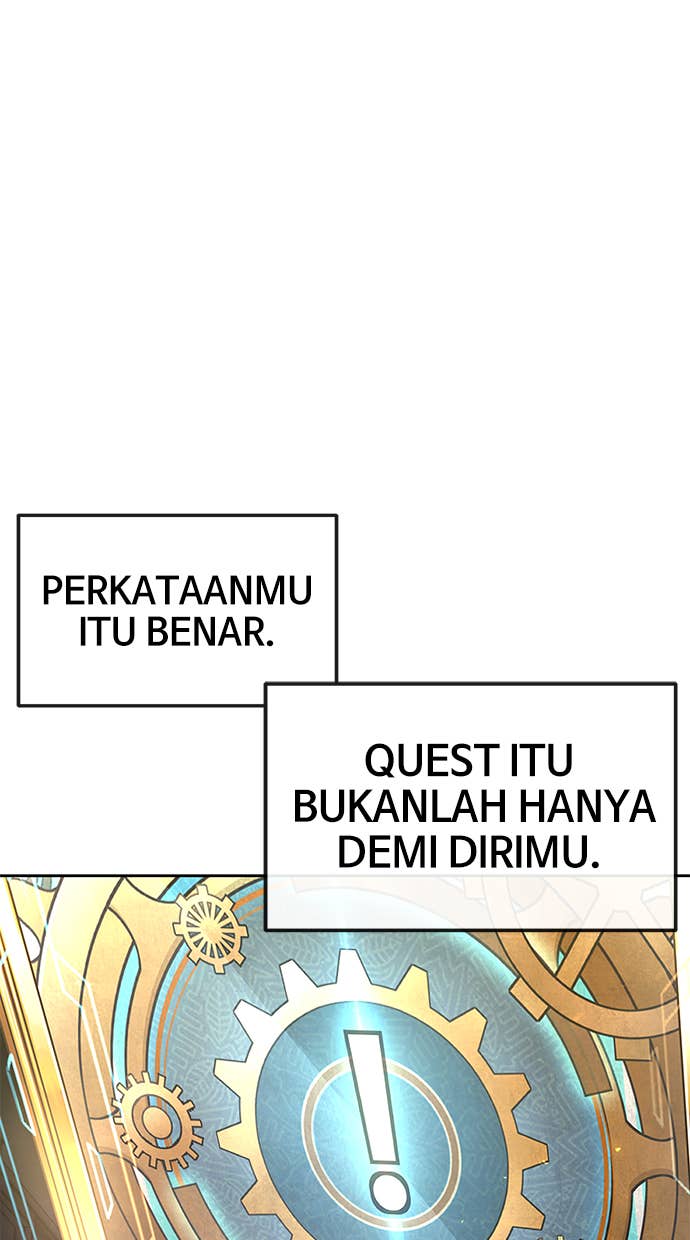 PERKATAANMU
ITU BENAR.
QUEST ITU
BUKANLAH HANYA
DEMI DIRIMU.
!